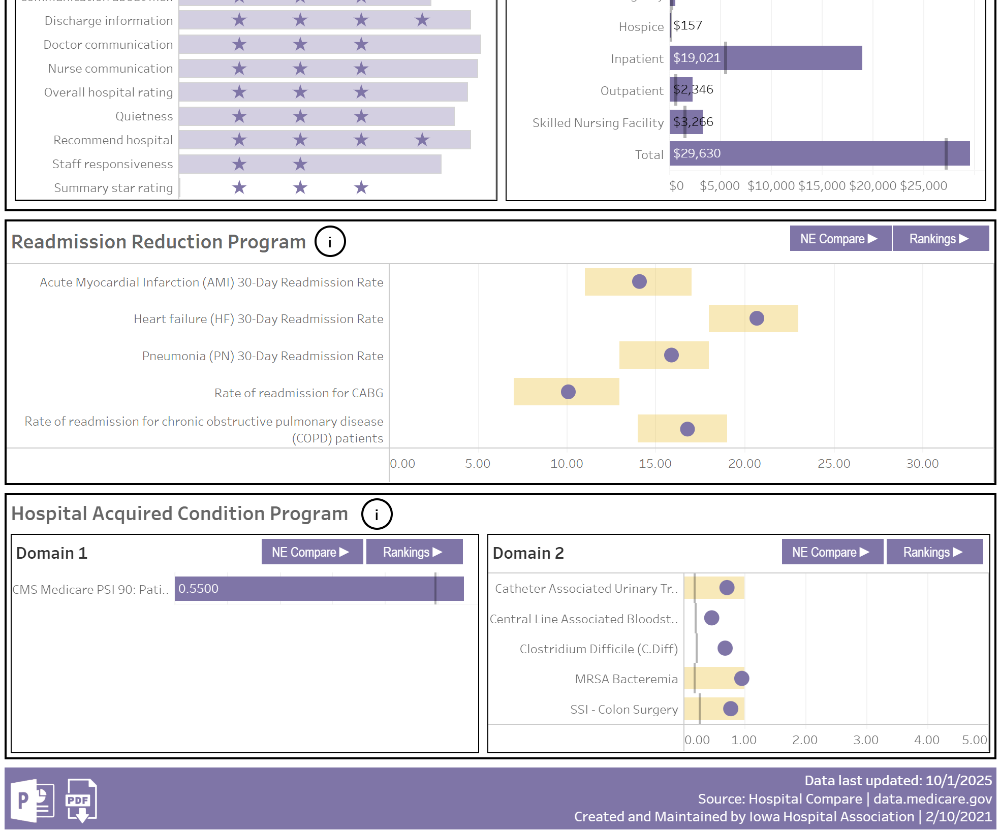 Discharge information
Doctor communication
Nurse communication
Overall hospital rating
Quietness
Recommend hospital
Staff responsiveness
Summary star rating
Hospice
$157
Inpatient
$19,021
Outpatient
$2,346
Skilled Nursing Facility
$3,266
Total
$29,630
$0 $5,000 $10,000 $15,000 $20,000 $25,000
Readmission Reduction Program
i
NE Compare ▶
Rankings ▶
Acute Myocardial Infarction (AMI) 30-Day Readmission Rate
Heart failure (HF) 30-Day Readmission Rate
Pneumonia (PN) 30-Day Readmission Rate
Rate of readmission for CABG
Rate of readmission for chronic obstructive pulmonary disease
(COPD) patients
0.00 5.00 10.00 15.00 20.00 25.00 30.00
Hospital Acquired Condition Program
i
Domain 1
NE Compare ▶
Rankings ▶
CMS Medicare PSI 90: Pati..
0.5500
Domain 2
NE Compare ▶
Rankings ▶
Catheter Associated Urinary Tr..
Central Line Associated Bloodst..
Clostridium Difficile (C.Diff)
MRSA Bacteremia
SSI - Colon Surgery
0.00 1.00 2.00 3.00 4.00 5.00
P
PDF
Data last updated: 10/1/2025
Source: Hospital Compare | data.medicare.gov
Created and Maintained by Iowa Hospital Association | 2/10/2021